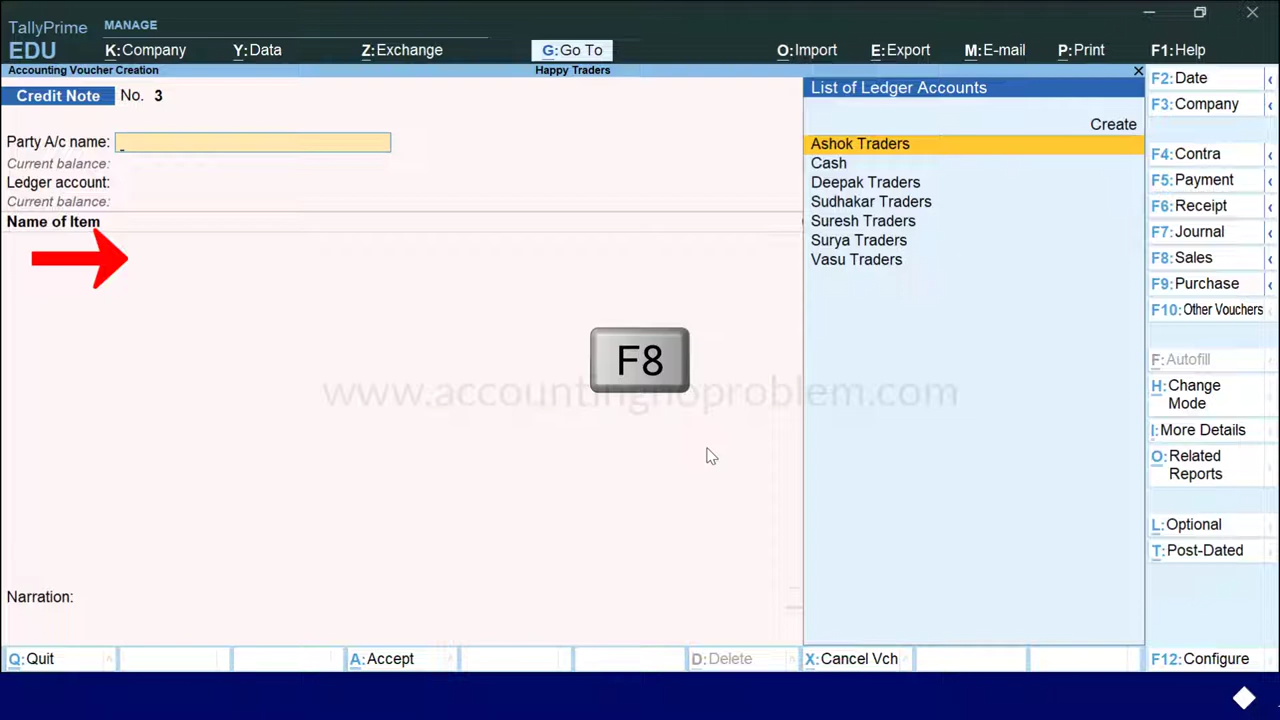 TallyPrime
EDU
MANAGE
K:Company
Y:Data
Z:Exchange
G:Go To
O:Import
E:Export
M:E-mail
P:Print
F1:Help
Accounting Voucher Creation
Happy Traders
Credit Note No. 3
Party A/c name:
Current balance:
Ledger account:
Current balance:
Name of Item
F8
www.accountingnoproblem.com
Narration:
List of Ledger Accounts
Create
Ashok Traders
Cash
Deepak Traders
Sudhakar Traders
Suresh Traders
Surya Traders
Vasu Traders
F2:Date
F3:Company
F4:Contra
F5:Payment
F6:Receipt
F7:Journal
F8:Sales
F9:Purchase
F10:Other Vouchers
F:Autofill
H:Change
Mode
I:More Details
O:Related
Reports
L:Optional
T:Post-Dated
Q:Quit
A:Accept
D:Delete
X:Cancel Vch
F12:Configure